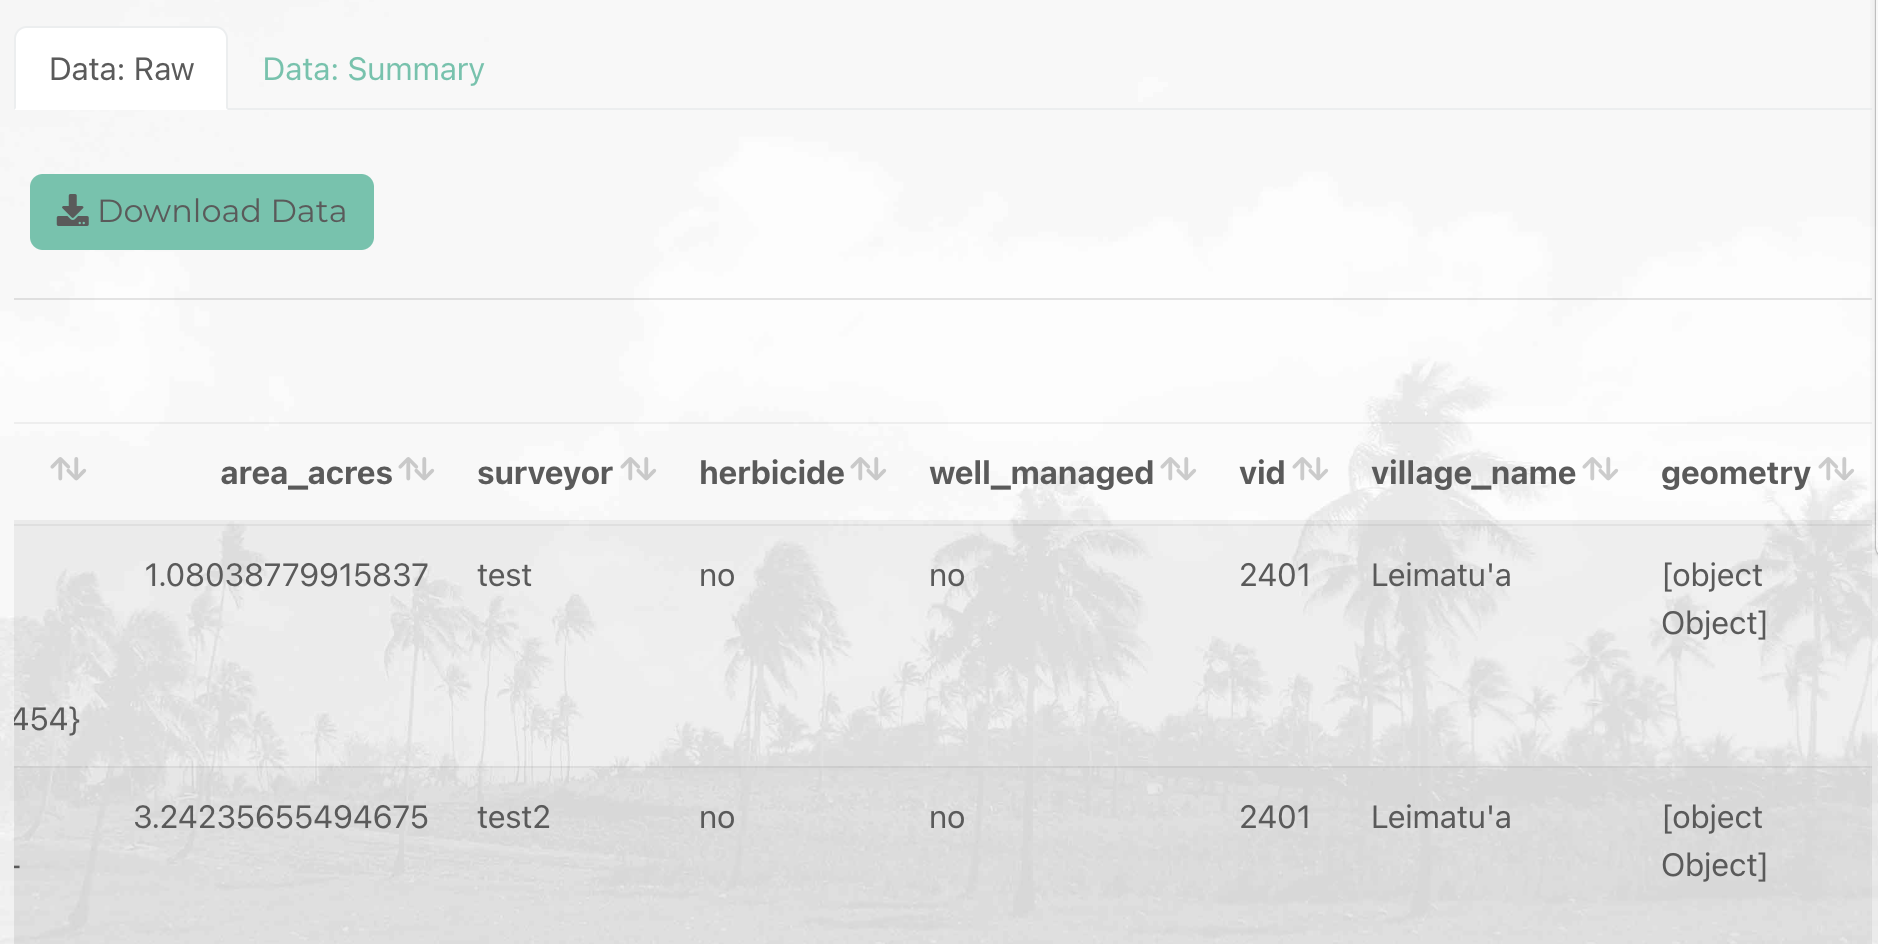 Data: Raw Data: Summary
Download Data
area_acres surveyor herbicide well_managed vid village_name geometry
1.08038779915837 test no no 2401 Leimatu'a [object
Object]
454}
3.24235655494675 test2 no no 2401 Leimatu'a [object
Object]